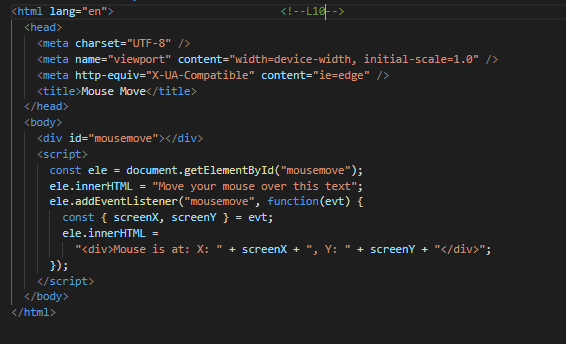 <html lang="en"> <!--L10-->
<head>
<meta charset="UTF-8" />
<meta name="viewport" content="width=device-width, initial-scale=1.0" />
<meta http-equiv="X-UA-Compatible" content="ie=edge" />
<title>Mouse Move</title>
</head>
<body>
<div id="mousemove"></div>
<script>
const ele = document.getElementById("mousemove");
ele.innerHTML = "Move your mouse over this text";
ele.addEventListener("mousemove", function(evt) {
const { screenX, screenY } = evt;
ele.innerHTML =
"<div>Mouse is at: X: " + screenX + ", Y: " + screenY + "</div>";
});
</script>
</body>
</html>